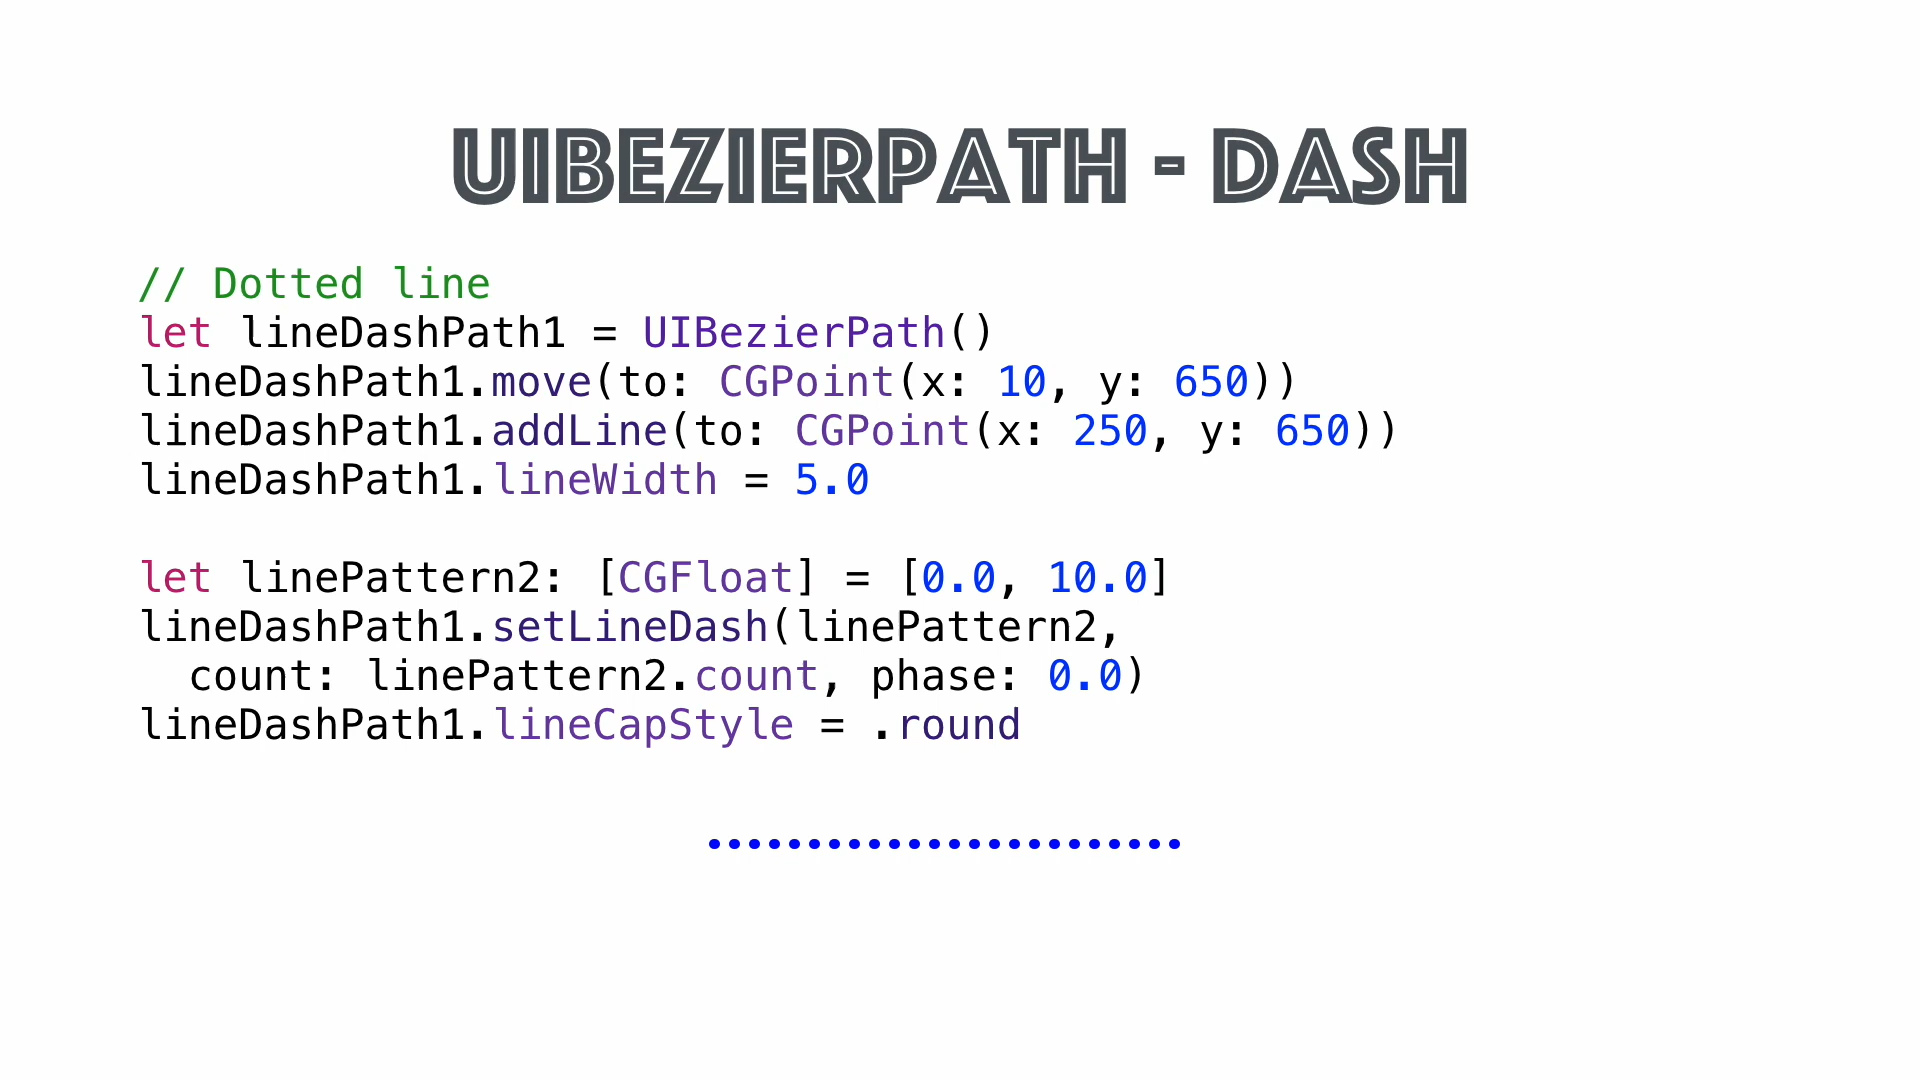 UIBEZIERPATH - DASH
// Dotted line
let lineDashPath1 = UIBezierPath()
lineDashPath1.move(to: CGPoint(x: 10, y: 650))
lineDashPath1.addLine(to: CGPoint(x: 250, y: 650))
lineDashPath1.lineWidth = 5.0
let linePattern2: [CGFloat] = [0.0, 10.0]
lineDashPath1.setLineDash(linePattern2,
  count: linePattern2.count, phase: 0.0)
lineDashPath1.lineCapStyle = .round